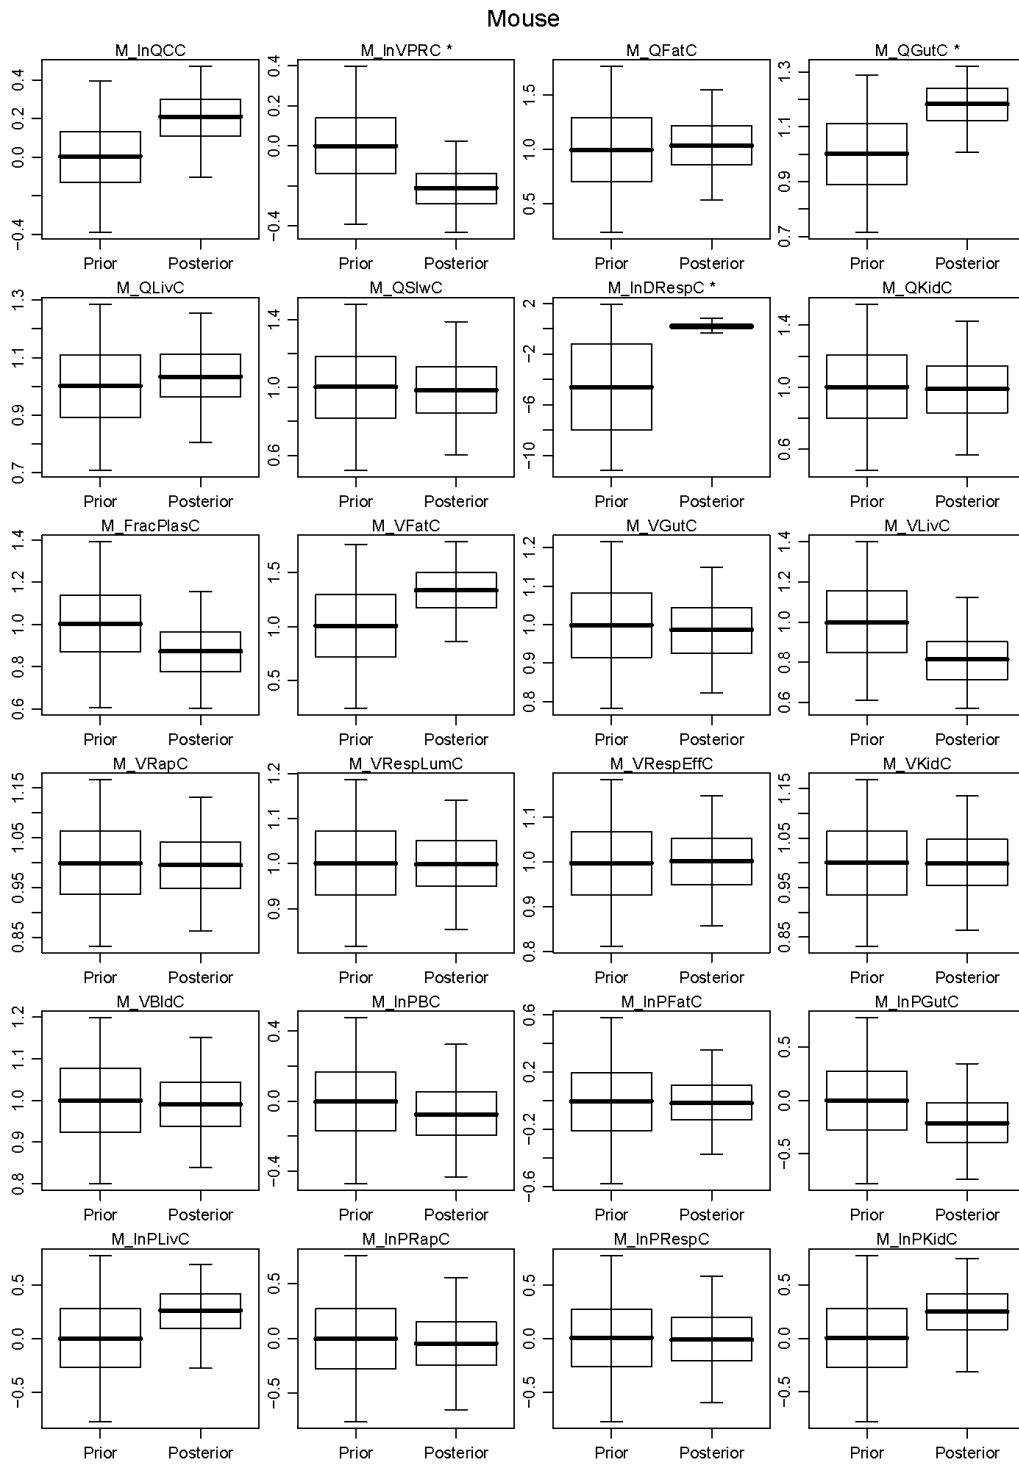 Mouse
M_lnQCC
0.4
0.2
0.0
−0.4
Prior Posterior
M_lnVPRC *
0.4
0.2
0.0
−0.4
Prior Posterior
M_QFatC
1.5
1.0
0.5
Prior Posterior
M_QGutC *
1.3
1.1
0.9
0.7
Prior Posterior
M_QLivC
1.3
1.1
0.9
0.7
Prior Posterior
M_QSlwC
1.4
1.0
0.6
Prior Posterior
M_lnDRespC *
2
−2
−6
−10
Prior Posterior
M_QKidC
1.4
1.0
0.6
Prior Posterior
M_FracPlasC
1.4
1.2
1.0
0.8
0.6
Prior Posterior
M_VFatC
1.5
1.0
0.5
Prior Posterior
M_VGutC
1.2
1.1
1.0
0.9
0.8
Prior Posterior
M_VLivC
1.4
1.2
1.0
0.8
0.6
Prior Posterior
M_VRapC
1.15
1.05
0.95
0.85
Prior Posterior
M_VRespLumC
1.2
1.1
1.0
0.9
Prior Posterior
M_VRespEffC
1.1
1.0
0.9
0.8
Prior Posterior
M_VKidC
1.15
1.05
0.95
0.85
Prior Posterior
M_VBldC
1.2
1.1
1.0
0.9
0.8
Prior Posterior
M_lnPBC
0.4
0.0
−0.4
Prior Posterior
M_lnPFatC
0.6
0.2
−0.2
−0.6
Prior Posterior
M_lnPGutC
0.5
0.0
−0.5
Prior Posterior
M_lnPLivC
0.5
0.0
−0.5
Prior Posterior
M_lnPRapC
0.5
0.0
−0.5
Prior Posterior
M_lnPRespC
0.5
0.0
−0.5
Prior Posterior
M_lnPKidC
0.5
0.0
−0.5
Prior Posterior